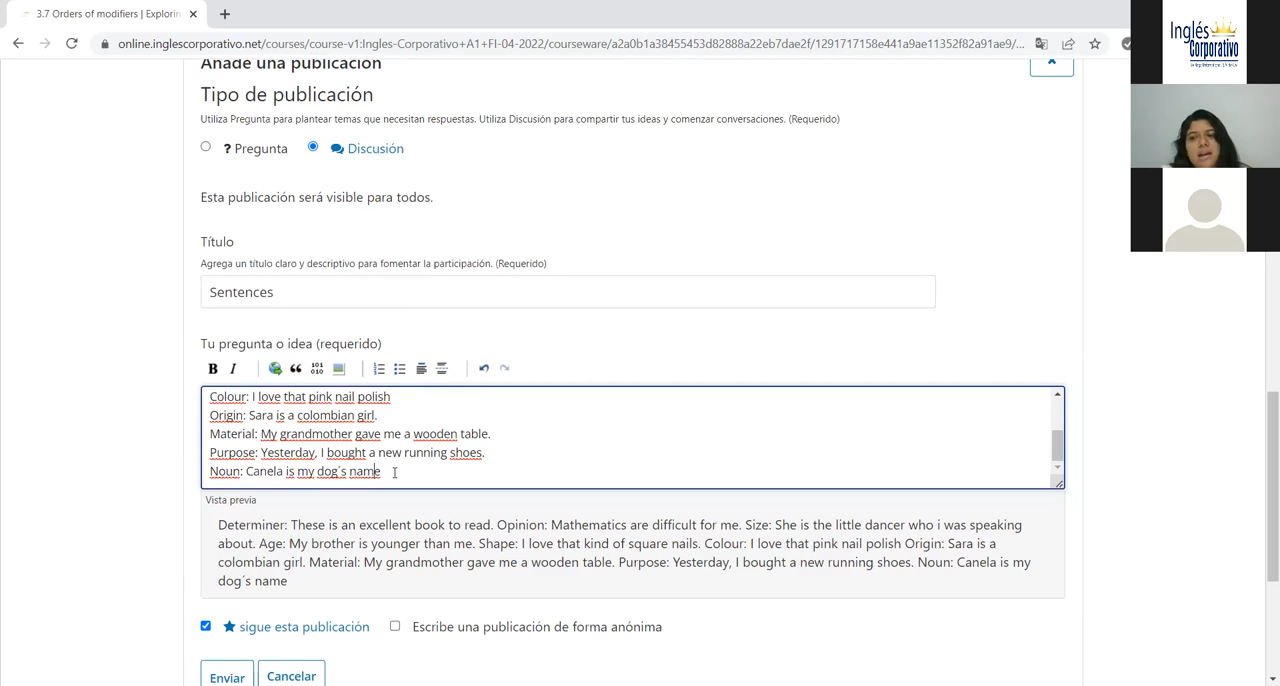 3.7 Orders of modifiers | Explorin
online.inglescorporativo.net/courses/course-v1:Ingles-Corporativo+A1+FI-04-2022/courseware/a2a0b1a38455453d82888a22eb7dae2f/1291717158e441a9ae11352f82a91ae9/...
Inglés
Corporativo
Añade una publicación
Tipo de publicación
Utiliza Pregunta para plantear temas que necesitan respuestas. Utiliza Discusión para compartir tus ideas y comenzar conversaciones. (Requerido)
? Pregunta Discusión
Esta publicación será visible para todos.
Título
Agrega un título claro y descriptivo para fomentar la participación. (Requerido)
Sentences
Tu pregunta o idea (requerido)
B I
Colour: I love that pink nail polish
Origin: Sara is a colombian girl.
Material: My grandmother gave me a wooden table.
Purpose: Yesterday, I bought a new running shoes.
Noun: Canela is my dog´s name
Vista previa
Determiner: These is an excellent book to read. Opinion: Mathematics are difficult for me. Size: She is the little dancer who i was speaking
about. Age: My brother is younger than me. Shape: I love that kind of square nails. Colour: I love that pink nail polish Origin: Sara is a
colombian girl. Material: My grandmother gave me a wooden table. Purpose: Yesterday, I bought a new running shoes. Noun: Canela is my
dog´s name
sigue esta publicación Escribe una publicación de forma anónima
Enviar Cancelar